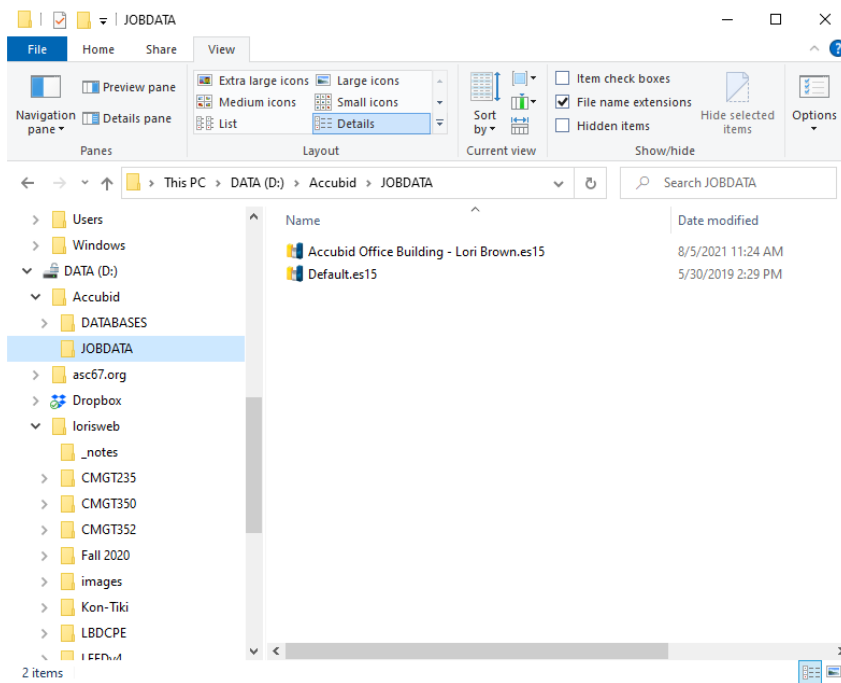 JOBDATA
File Home Share View
Navigation pane
Preview pane
Details pane
Panes
Extra large icons Large icons
Medium icons Small icons
List Details
Layout
Sort by
Current view
Item check boxes
File name extensions
Hidden items
Hide selected items
Show/hide
Options
This PC > DATA (D:) > Accubid > JOBDATA
Search JOBDATA
Users
Windows
DATA (D:)
Accubid
DATABASES
JOBDATA
asc67.org
Dropbox
lorisweb
_notes
CMGT235
CMGT350
CMGT352
Fall 2020
images
Kon-Tiki
LBDCPE
LEEDv4
Name Date modified
Accubid Office Building - Lori Brown.es15 8/5/2021 11:24 AM
Default.es15 5/30/2019 2:29 PM
2 items